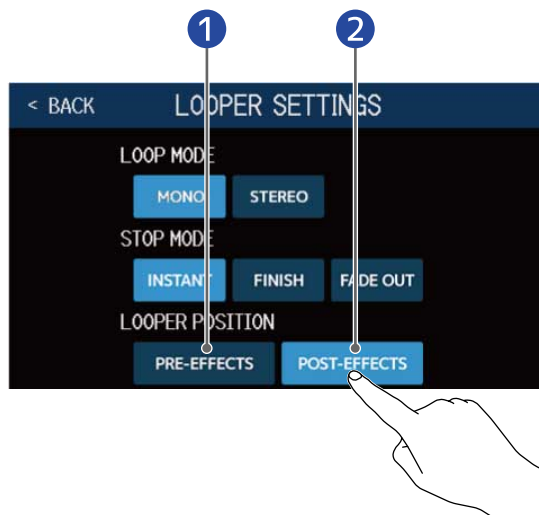 1 2
< BACK LOOPER SETTINGS
LOOP MODE
MONO STEREO
STOP MODE
INSTANT FINISH FADE OUT
LOOPER POSITION
PRE-EFFECTS POST-EFFECTS